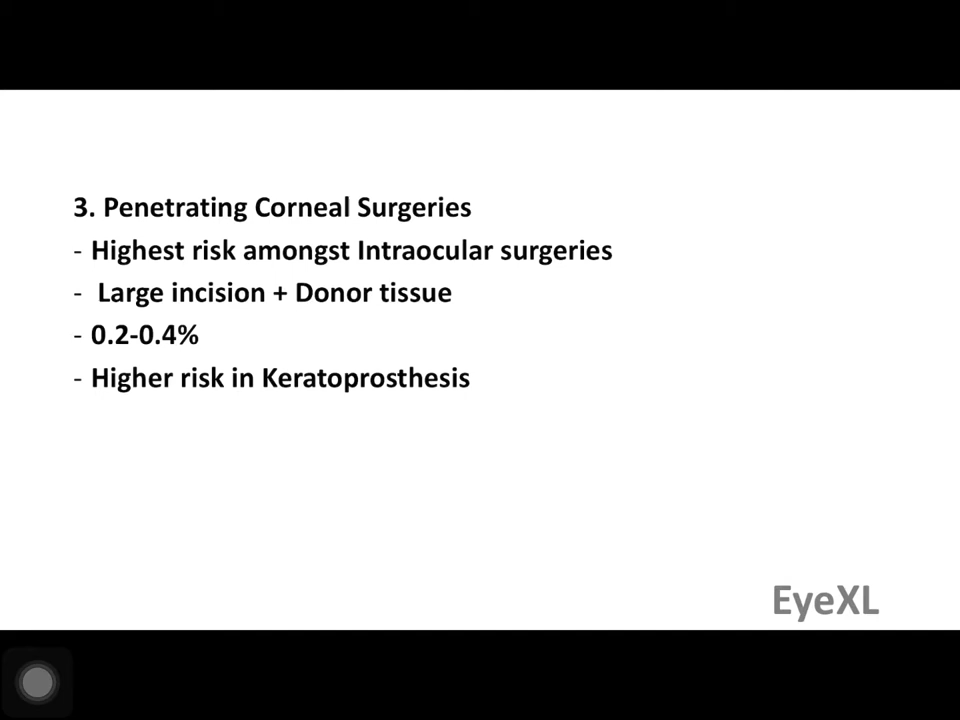 3. Penetrating Corneal Surgeries
- Highest risk amongst Intraocular surgeries
- Large incision + Donor tissue
- 0.2-0.4%
- Higher risk in Keratoprosthesis
EyeXL